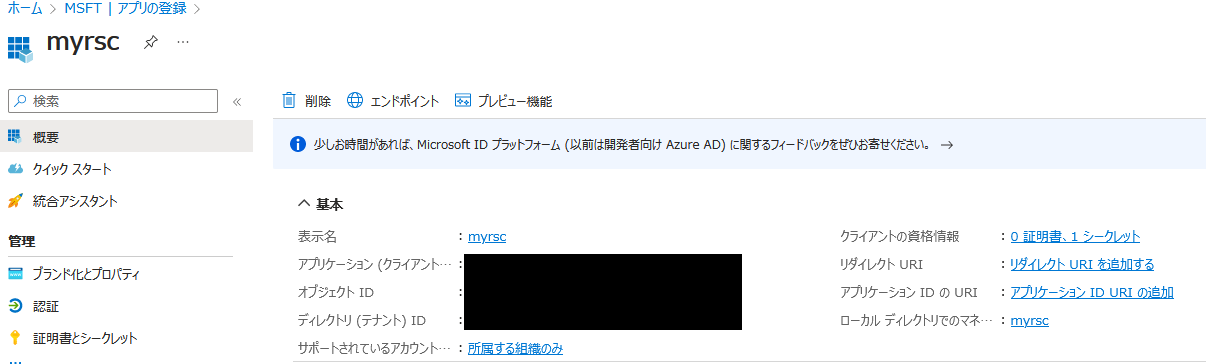 ホーム > MSFT | アプリの登録 >
myrsc ...
検索 «
削除 エンドポイント プレビュー機能
概要
クイック スタート
統合アシスタント
管理
ブランド化とプロパティ
認証
証明書とシークレット
少しお時間があれば、Microsoft ID プラットフォーム (以前は開発者向け Azure AD) に関するフィードバックをぜひお寄せください。 →
基本
表示名 : myrsc
アプリケーション (クライアント… :
オブジェクト ID :
ディレクトリ (テナント) ID :
サポートされているアカウント… : 所属する組織のみ
クライアントの資格情報 : 0 証明書、1 シークレット
リダイレクト URI : リダイレクト URI を追加する
アプリケーション ID の URI : アプリケーション ID URI の追加
ローカル ディレクトリでのマネ… : myrsc